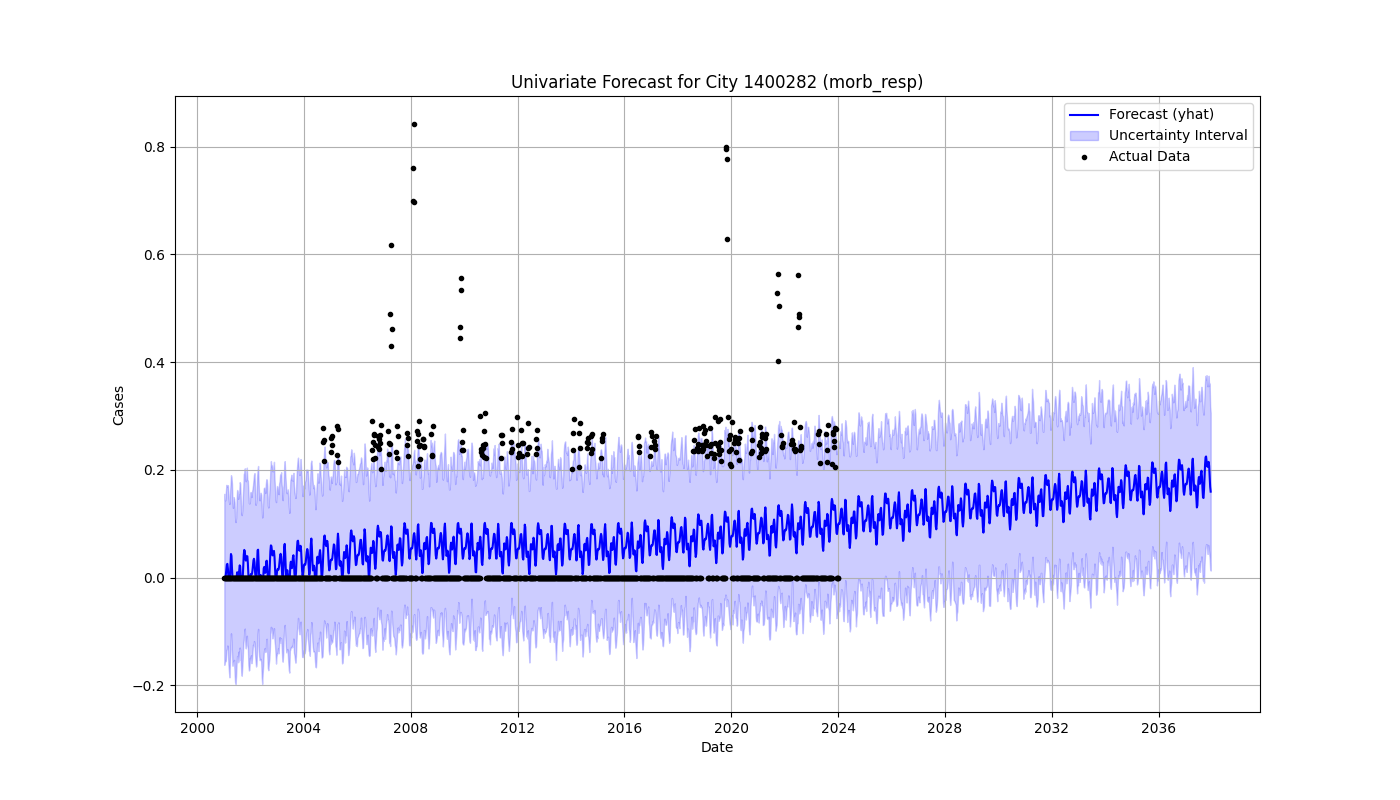 Univariate Forecast for City 1400282 (morb_resp)
Forecast (yhat)
Uncertainty Interval
Actual Data
Cases
0.8
0.6
0.4
0.2
0.0
−0.2
2000 2004 2008 2012 2016 2020 2024 2028 2032 2036
Date